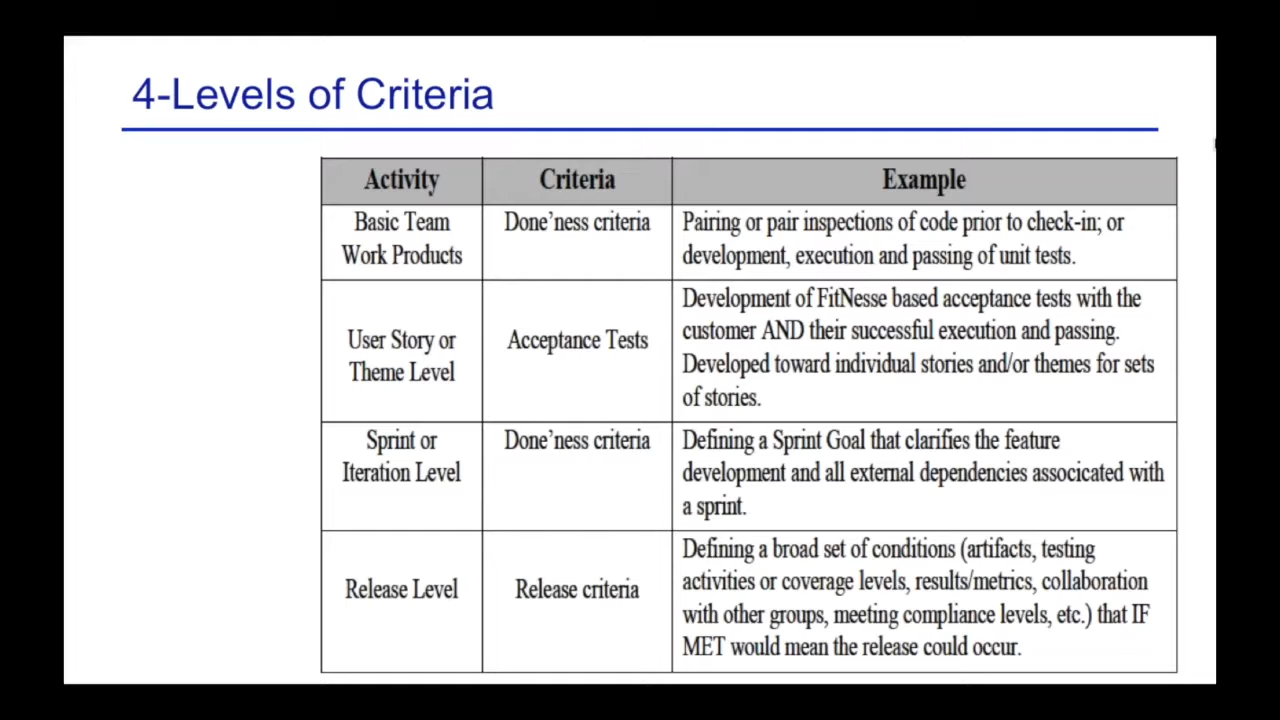 4-Levels of Criteria
Activity Criteria Example
Basic Team
Work Products
Done'ness criteria
Pairing or pair inspections of code prior to check-in; or
development, execution and passing of unit tests.
User Story or
Theme Level
Acceptance Tests
Development of FitNesse based acceptance tests with the
customer AND their successful execution and passing.
Developed toward individual stories and/or themes for sets
of stories.
Sprint or
Iteration Level
Done'ness criteria
Defining a Sprint Goal that clarifies the feature
development and all external dependencies associcated with
a sprint.
Release Level
Release criteria
Defining a broad set of conditions (artifacts, testing
activities or coverage levels, results/metrics, collaboration
with other groups, meeting compliance levels, etc.) that IF
MET would mean the release could occur.